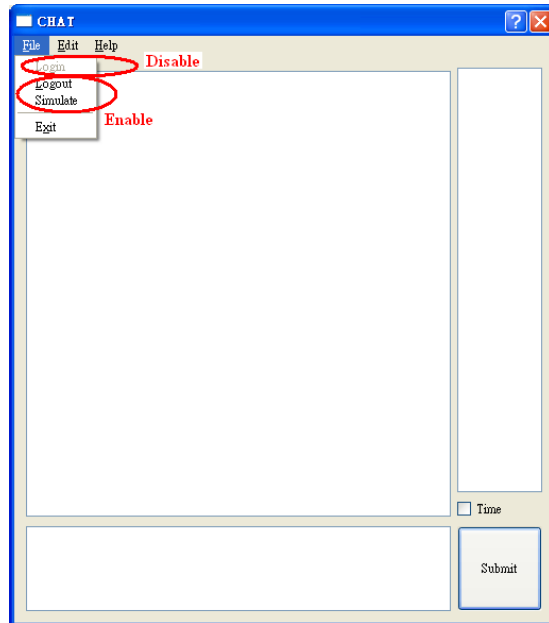 CHAT
File Edit Help
Login Disable
Logout
Simulate
Enable
Exit
Time
Submit